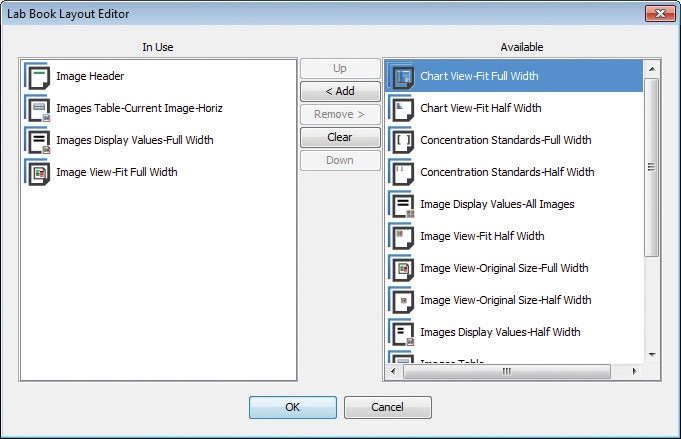 Lab Book Layout Editor
In Use
Image Header
Images Table-Current Image-Horiz
Images Display Values-Full Width
Image View-Fit Full Width
Up
< Add
Remove >
Clear
Down
Available
Chart View-Fit Full Width
Chart View-Fit Half Width
Concentration Standards-Full Width
Concentration Standards-Half Width
Image Display Values-All Images
Image View-Fit Half Width
Image View-Original Size-Full Width
Image View-Original Size-Half Width
Images Display Values-Half Width
Images Table
OK
Cancel